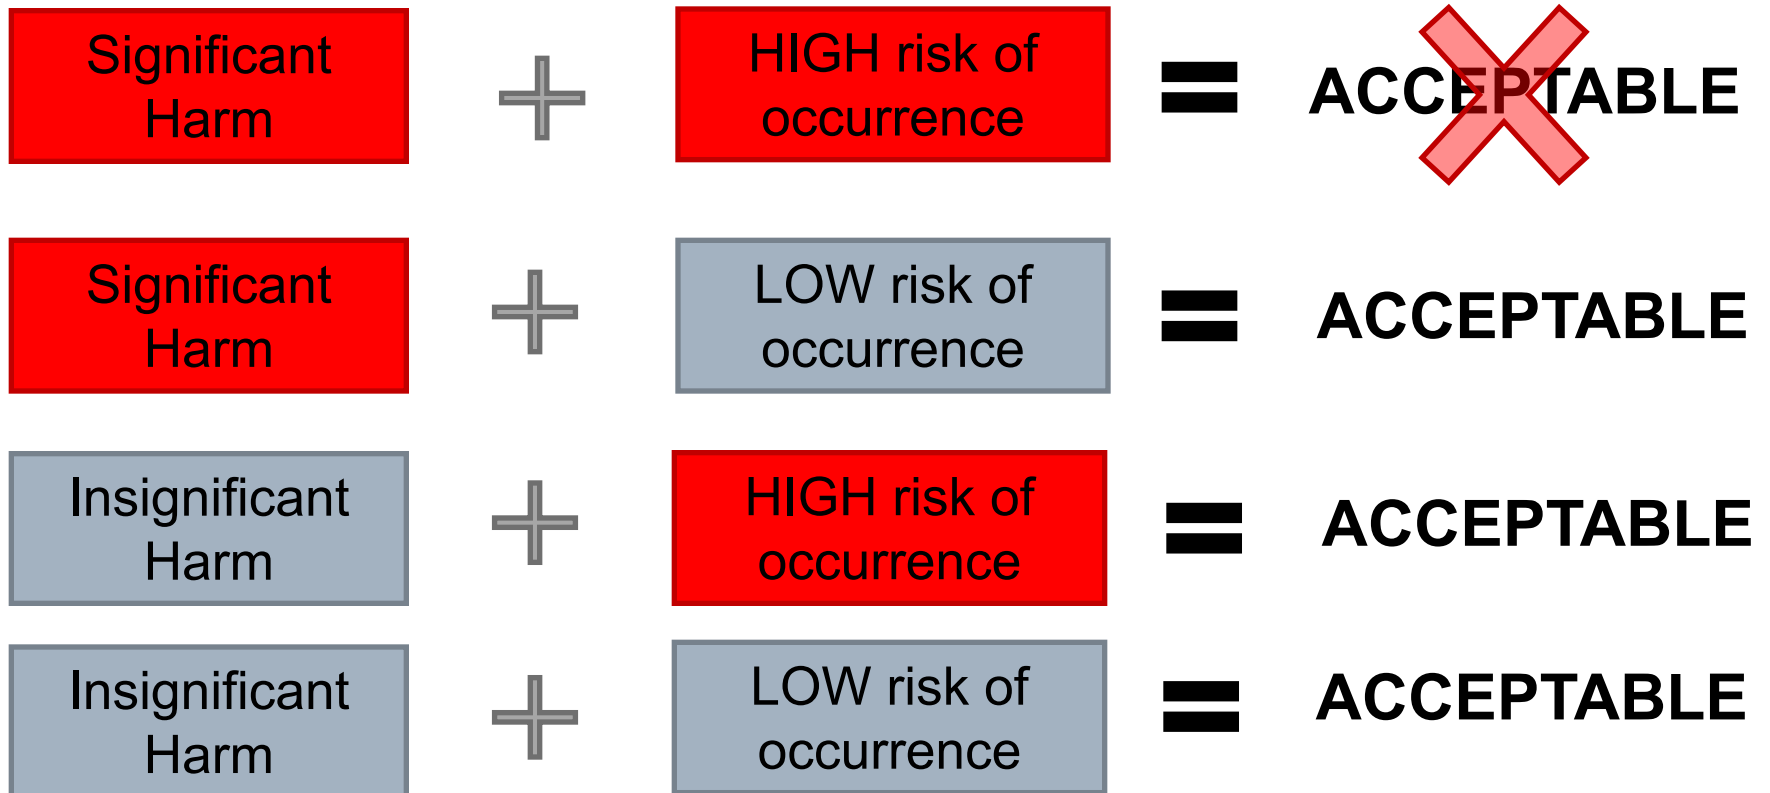 Significant
Harm
HIGH risk of
occurrence
ACCEPTABLE
Significant
Harm
LOW risk of
occurrence
ACCEPTABLE
Insignificant
Harm
HIGH risk of
occurrence
ACCEPTABLE
Insignificant
Harm
LOW risk of
occurrence
ACCEPTABLE